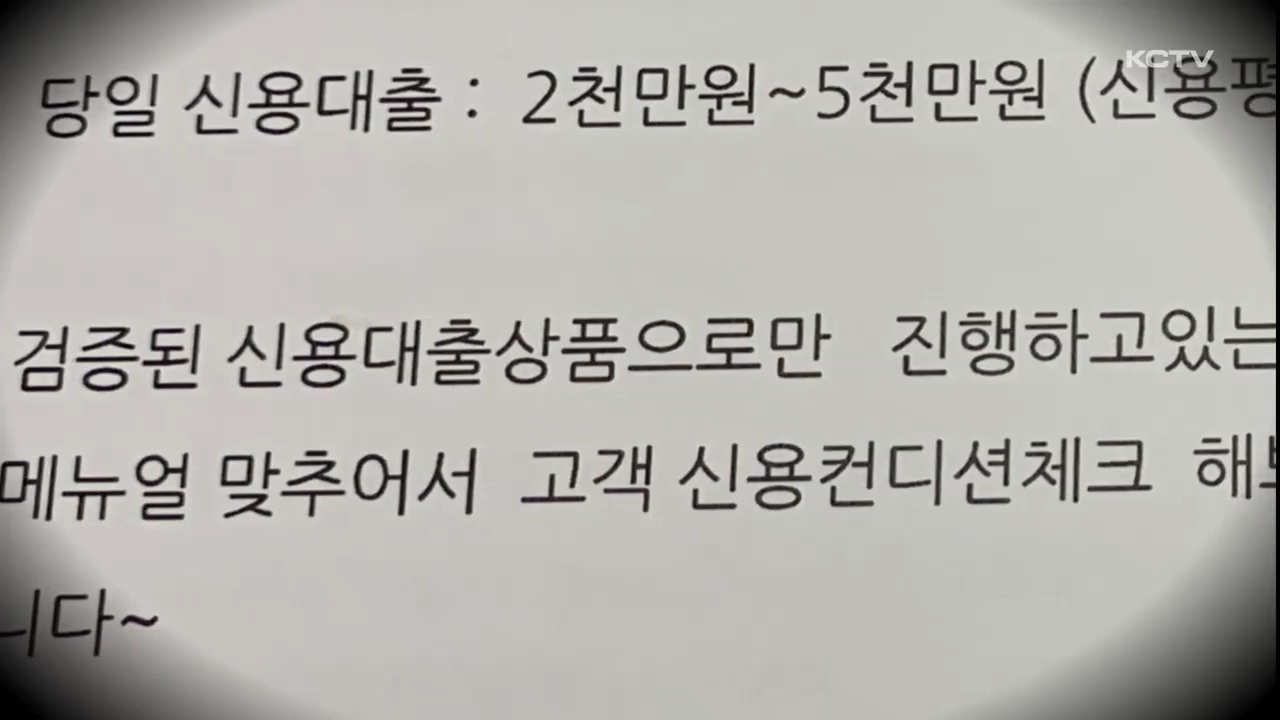 KCTV
당일 신용대출 : 2천만원~5천만원 (신용평
검증된 신용대출상품으로만 진행하고있는
메뉴얼 맞추어서 고객 신용컨디션체크 해보
니다~